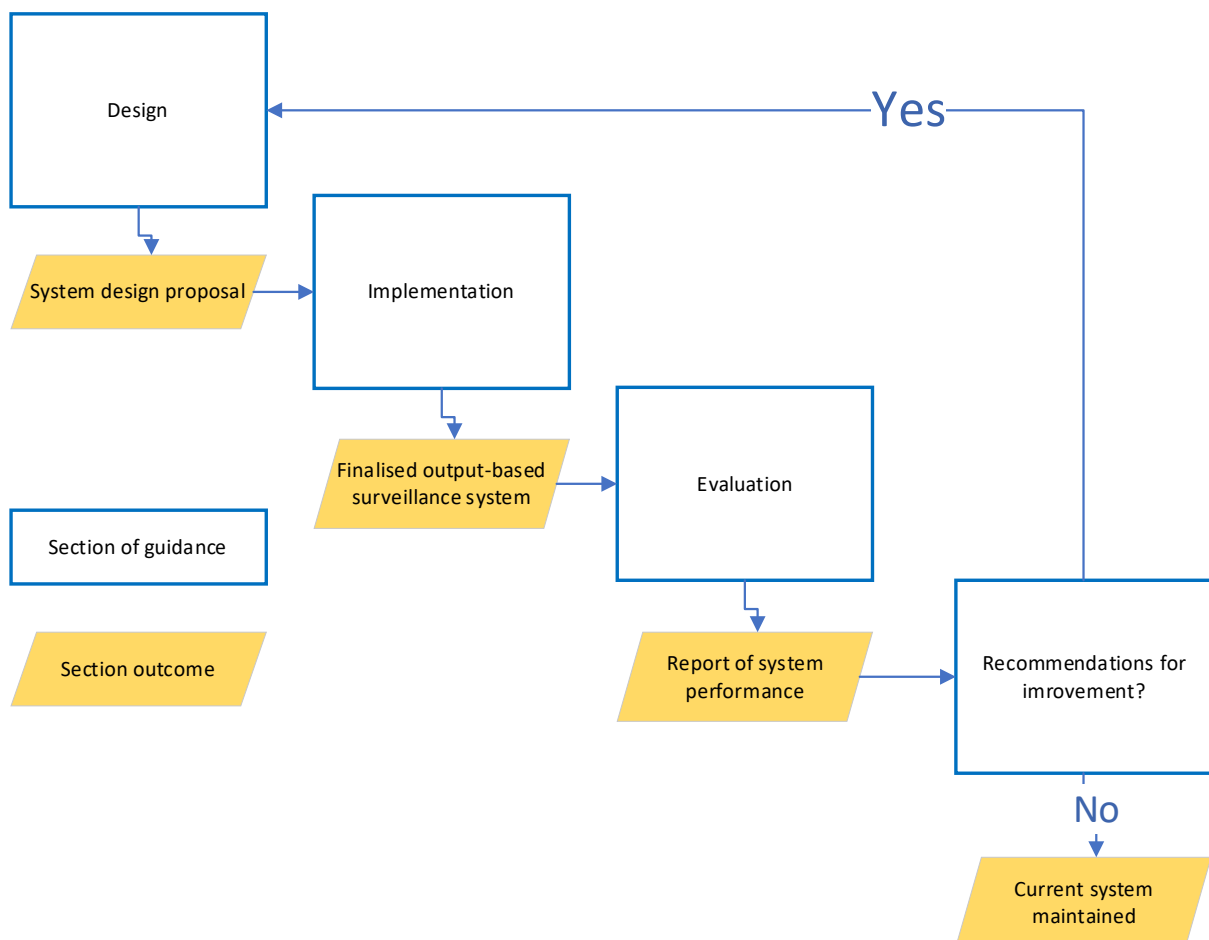 Design
Yes
System design proposal
Implementation
Finalised output-based
surveillance system
Evaluation
Section of guidance
Section outcome
Report of system
performance
Recommendations for
imrovement?
No
Current system
maintained